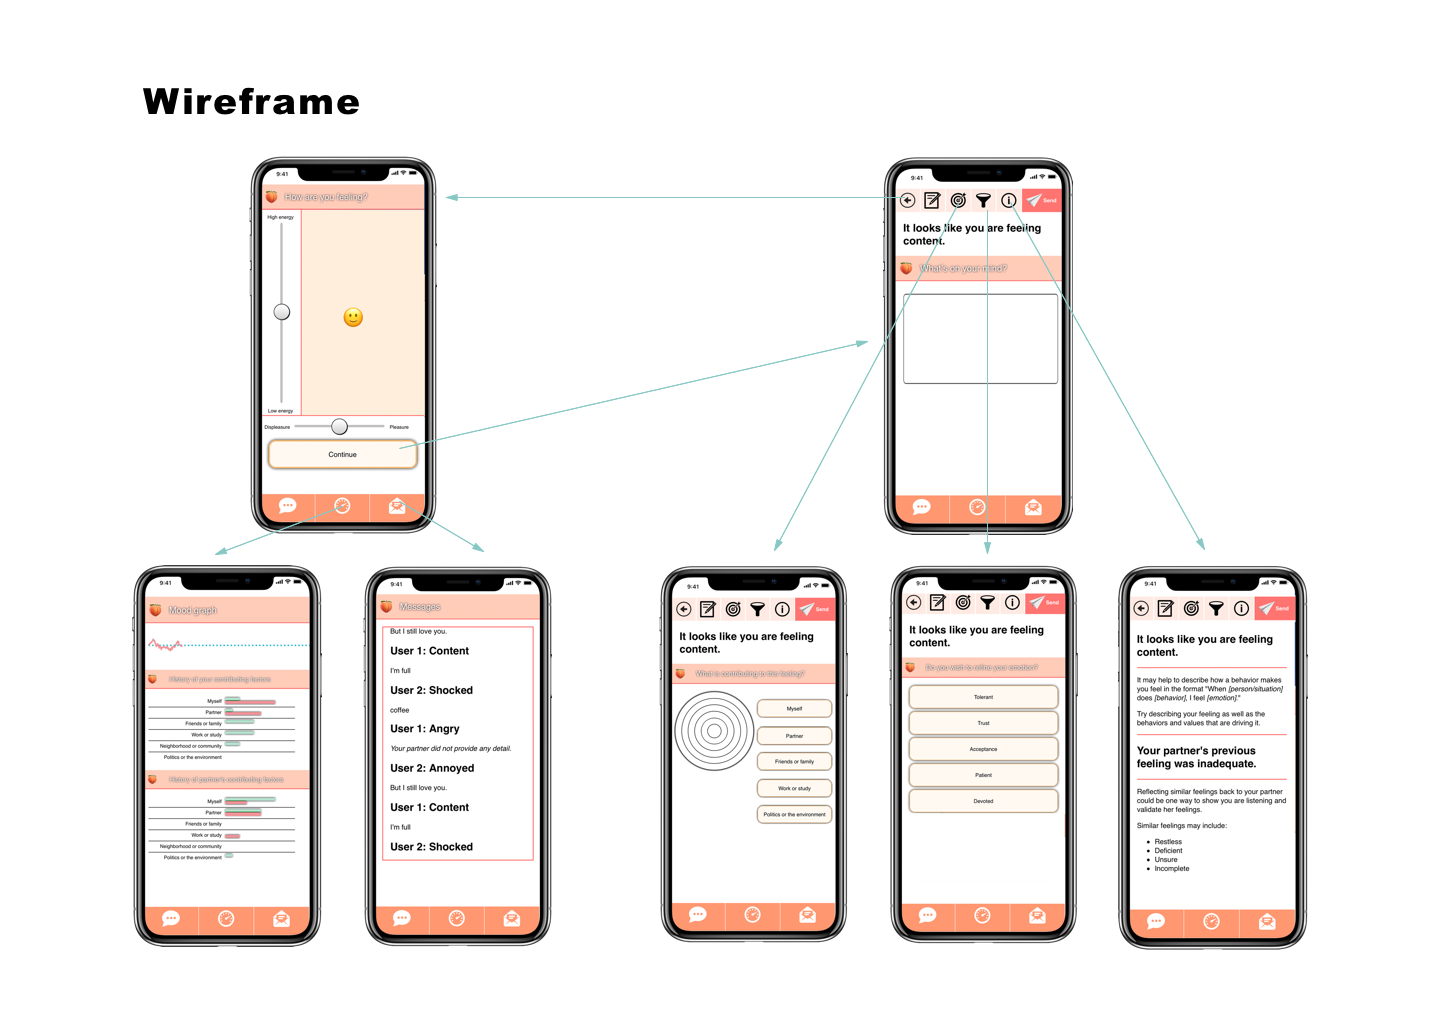 Wireframe
9:41
How are you feeling?
High energy
Low energy
Displeasure
Pleasure
Continue
9:41
Send
It looks like you are feeling
content.
What's on your mind?
9:41
Mood graph
History of your contributing factors
Myself
Partner
Friends or family
Work or study
Neighborhood or community
Politics or the environment
History of partner's contributing factors
Myself
Partner
Friends or family
Work or study
Neighborhood or community
Politics or the environment
9:41
Messages
But I still love you.
User 1: Content
I'm full
User 2: Shocked
coffee
User 1: Angry
Your partner did not provide any detail.
User 2: Annoyed
But I still love you.
User 1: Content
I'm full
User 2: Shocked
9:41
Send
It looks like you are feeling
content.
What is contributing to this feeling?
Myself
Partner
Friends or family
Work or study
Politics or the environment
9:41
Send
It looks like you are feeling
content.
Do you wish to refine your emotion?
Tolerant
Trust
Acceptance
Patient
Devoted
9:41
Send
It looks like you are feeling
content.
It may help to describe how a behavior makes
you feel in the format "When [person/situation]
does [behavior], I feel [emotion]."
Try describing your feeling as well as the
behaviors and values that are driving it.
Your partner's previous
feeling was inadequate.
Reflecting similar feelings back to your partner
could be one way to show you are listening and
validate her feelings.
Similar feelings may include:
• Restless
• Deficient
• Unsure
• Incomplete